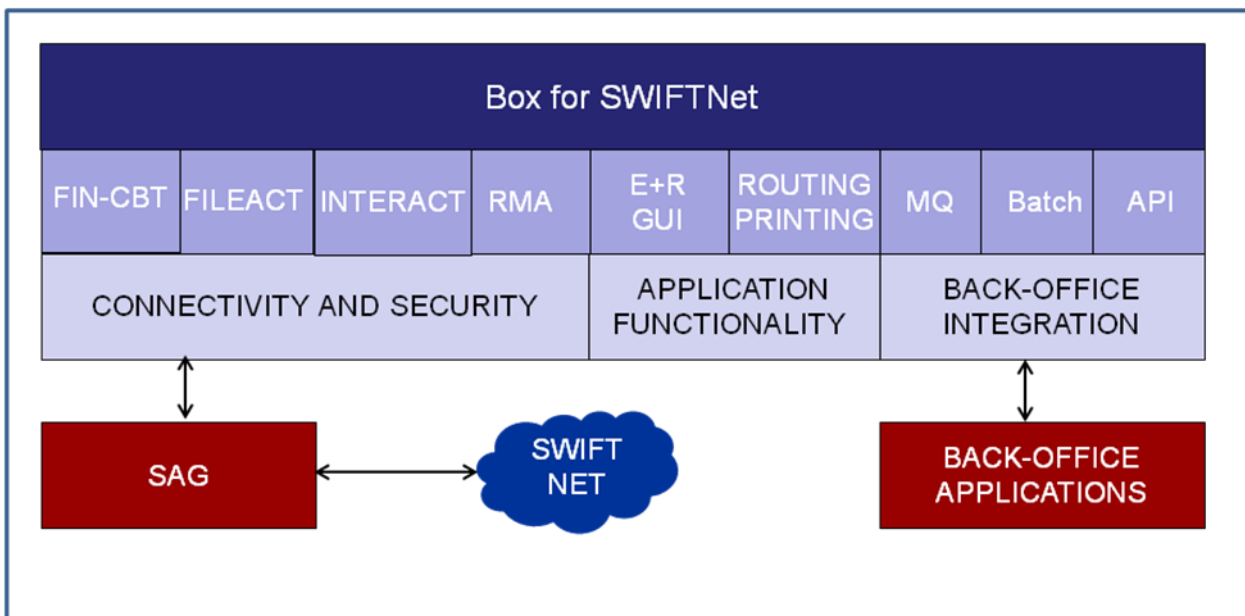 Box for SWIFTNet
FIN-CBT
FILEACT
INTERACT
RMA
E+R
GUI
ROUTING
PRINTING
MQ
Batch
API
CONNECTIVITY AND SECURITY
APPLICATION
FUNCTIONALITY
BACK-OFFICE
INTEGRATION
SAG
SWIFT
NET
BACK-OFFICE
APPLICATIONS